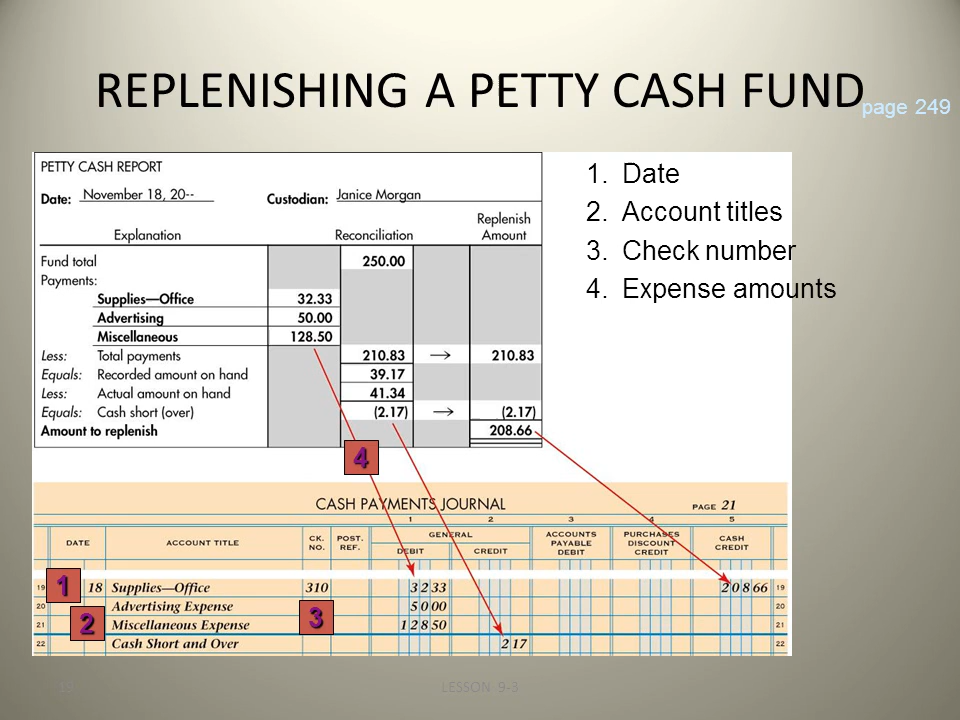 REPLENISHING A PETTY CASH FUND
page 249
PETTY CASH REPORT
Date: November 18, 20-- Custodian: Janice Morgan
Explanation Reconciliation Replenish Amount
Fund total 250.00
Payments:
Supplies—Office 32.33
Advertising 50.00
Miscellaneous 128.50
Less: Total payments 210.83 → 210.83
Equals: Recorded amount on hand 39.17
Less: Actual amount on hand 41.34
Equals: Cash short (over) (2.17) → (2.17)
Amount to replenish 208.66
1. Date
2. Account titles
3. Check number
4. Expense amounts
4
CASH PAYMENTS JOURNAL PAGE 21
1 2 3 4 5
DATE ACCOUNT TITLE CK. NO. POST. REF. GENERAL DEBIT CREDIT ACCOUNTS PAYABLE DEBIT PURCHASES DISCOUNT CREDIT CASH CREDIT
1
19 18 Supplies—Office 310 32 33 208 66 19
20 Advertising Expense 50 00 20
2
3
21 Miscellaneous Expense 128 50 21
22 Cash Short and Over 2 17 22
LESSON 9-3